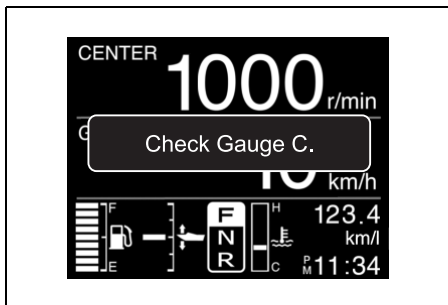 CENTER
1000 r/min
Check Gauge C.
km/h
F
E
F
N
R
H
C
123.4
km/l
PM 11:34